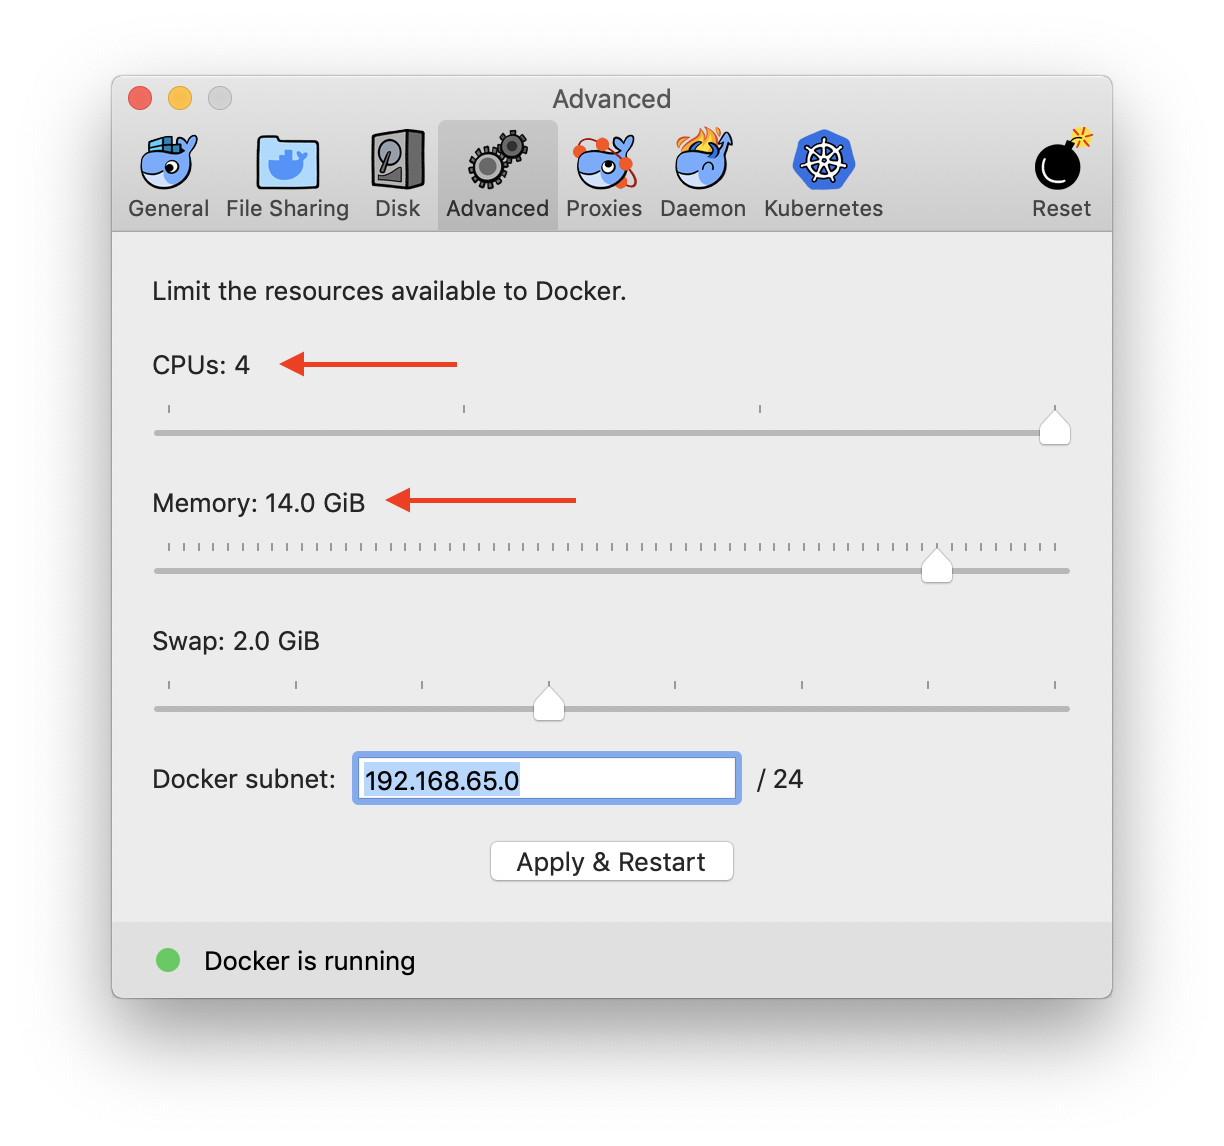 Advanced
General File Sharing Disk Advanced Proxies Daemon Kubernetes Reset
Limit the resources available to Docker.
CPUs: 4
Memory: 14.0 GiB
Swap: 2.0 GiB
Docker subnet: 192.168.65.0 / 24
Apply & Restart
Docker is running